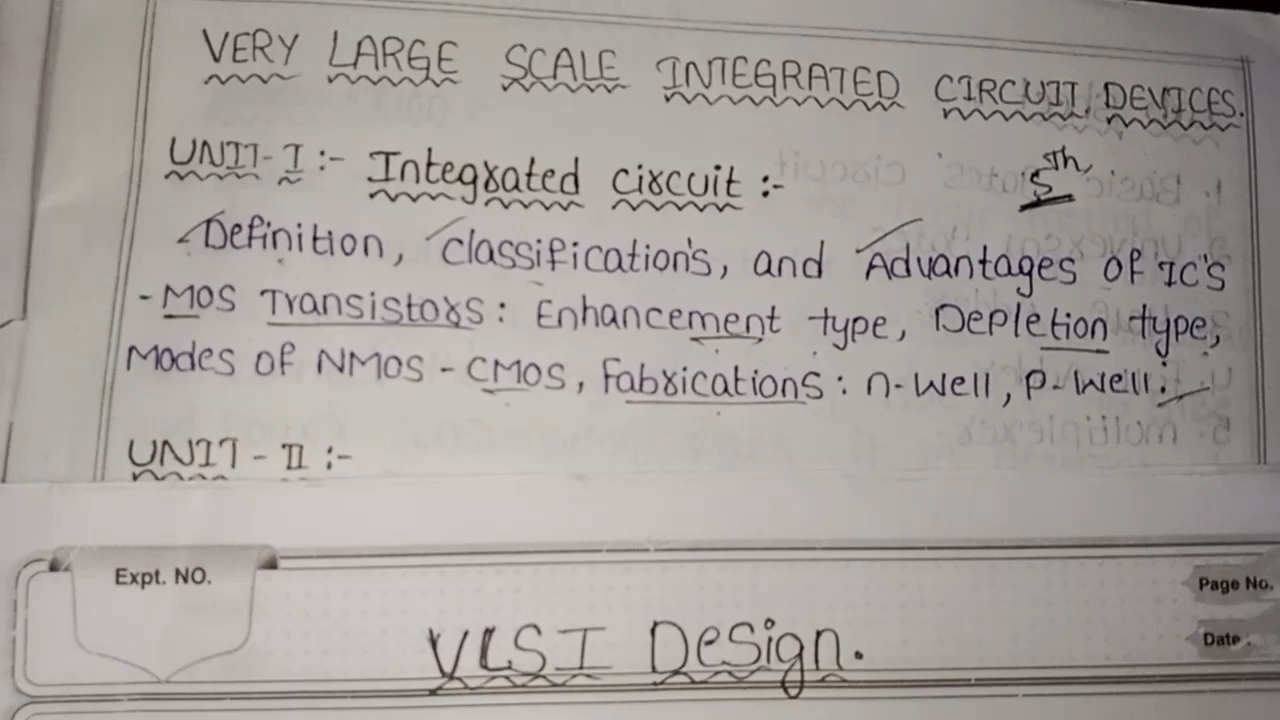 VERY LARGE SCALE INTEGRATED CIRCUIT DEVICES.
UNIT-I :- Integrated circuit :- 5Th
Definition, classification's, and Advantages of IC's
- MOS Transistors : Enhancement type, Depletion type,
Modes of NMOS - CMOS, Fabrications : n-well, p-well :
UNIT - II :-
Expt. NO.
Page No.
VLSI Design.
Date :